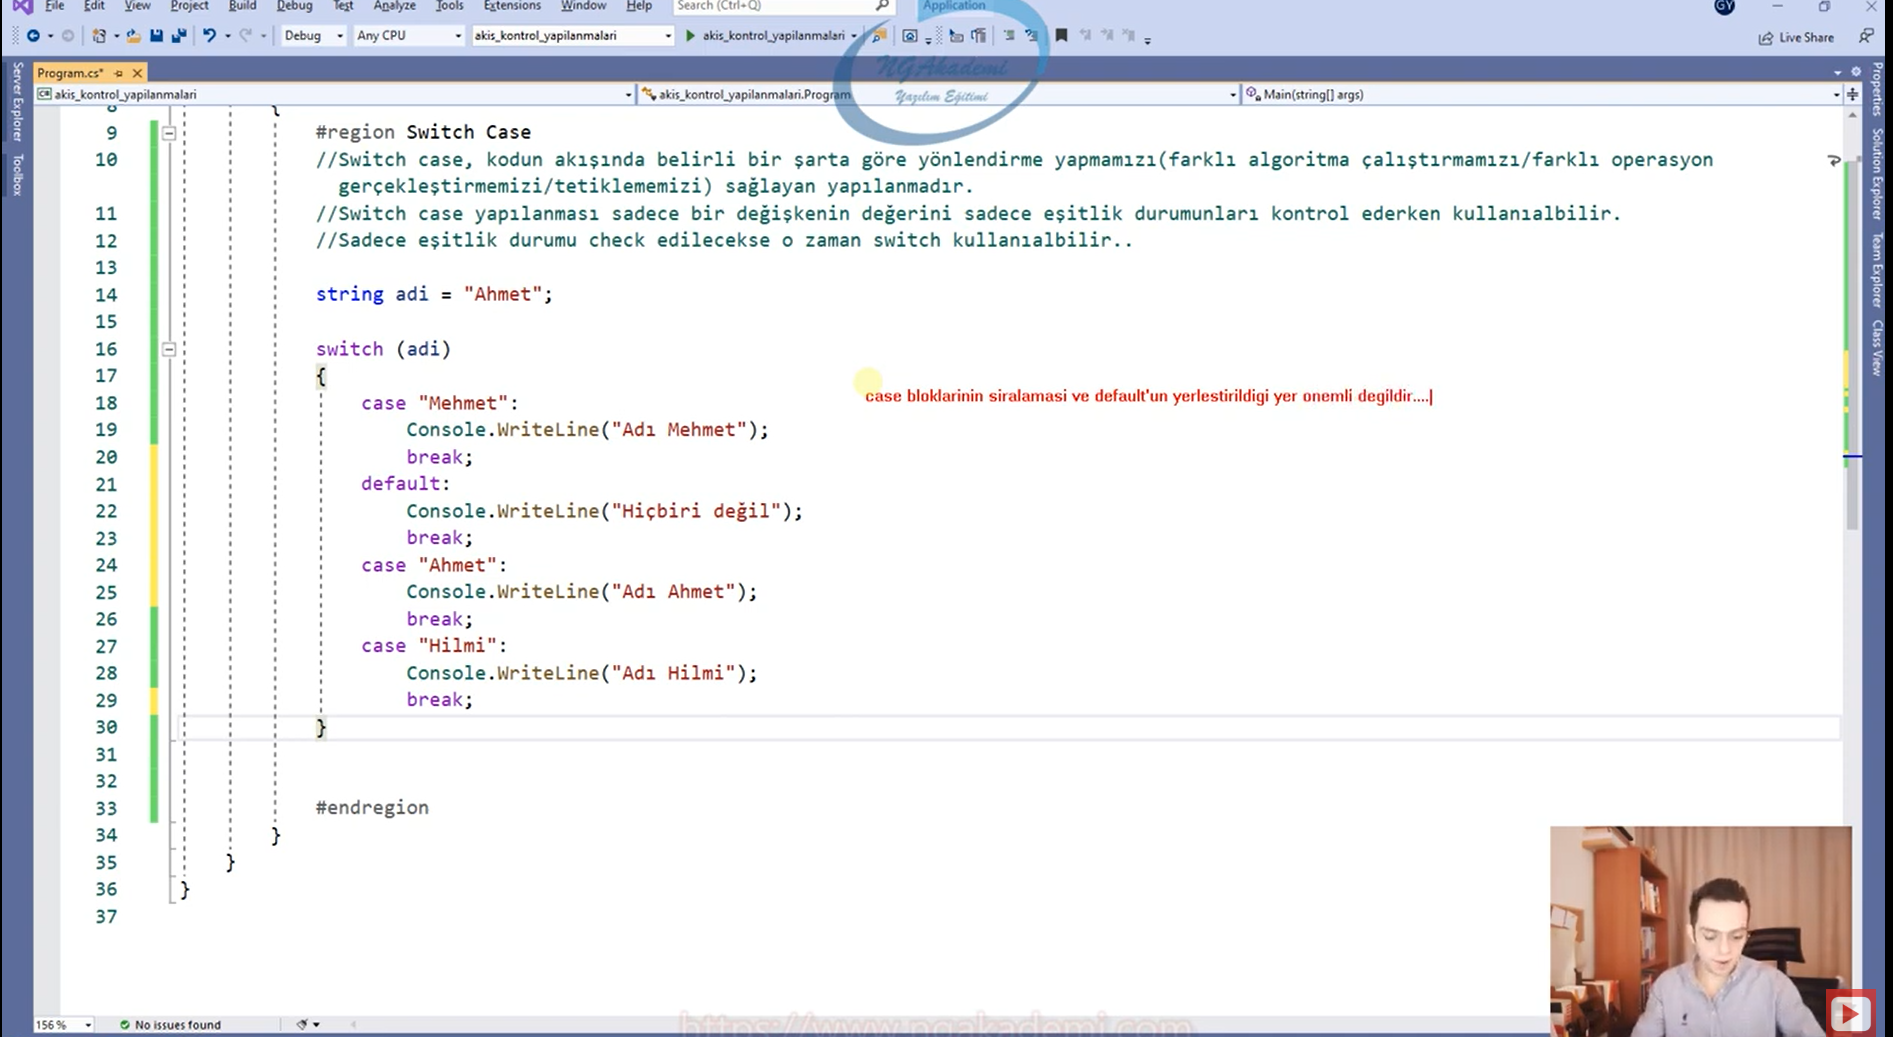 File Edit View Project Build Debug Test Analyze Tools Extensions Window Help Search (Ctrl+Q) Application GY
Debug Any CPU akis_kontrol_yapilanmalari akis_kontrol_yapilanmalari Live Share
NGAkademi
Yazılım Eğitimi
Server Explorer
Toolbox
Properties
Solution Explorer
Team Explorer
Class View
Program.cs*
akis_kontrol_yapilanmalari akis_kontrol_yapilanmalari.Program Main(string[] args)
8 {
9 #region Switch Case
10 //Switch case, kodun akışında belirli bir şarta göre yönlendirme yapmamızı(farklı algoritma çalıştırmamızı/farklı operasyon
gerçekleştirmemizi/tetiklememizi) sağlayan yapılanmadır.
11 //Switch case yapılanması sadece bir değişkenin değerini sadece eşitlik durumunları kontrol ederken kullanıalbilir.
12 //Sadece eşitlik durumu check edilecekse o zaman switch kullanıalbilir..
13
14 string adi = "Ahmet";
15
16 switch (adi)
17 {
case bloklarinin siralamasi ve default'un yerlestirildigi yer onemli degildir....
18 case "Mehmet":
19 Console.WriteLine("Adı Mehmet");
20 break;
21 default:
22 Console.WriteLine("Hiçbiri değil");
23 break;
24 case "Ahmet":
25 Console.WriteLine("Adı Ahmet");
26 break;
27 case "Hilmi":
28 Console.WriteLine("Adı Hilmi");
29 break;
30 }
31
32
33 #endregion
34 }
35 }
36 }
37
156 % No issues found
https://www.ngakademi.com